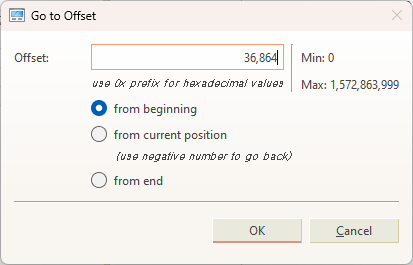 Go to Offset
Offset:
36,864
Min: 0
use 0x prefix for hexadecimal values
Max: 1,572,863,999
from beginning
from current position
(use negative number to go back)
from end
OK
Cancel